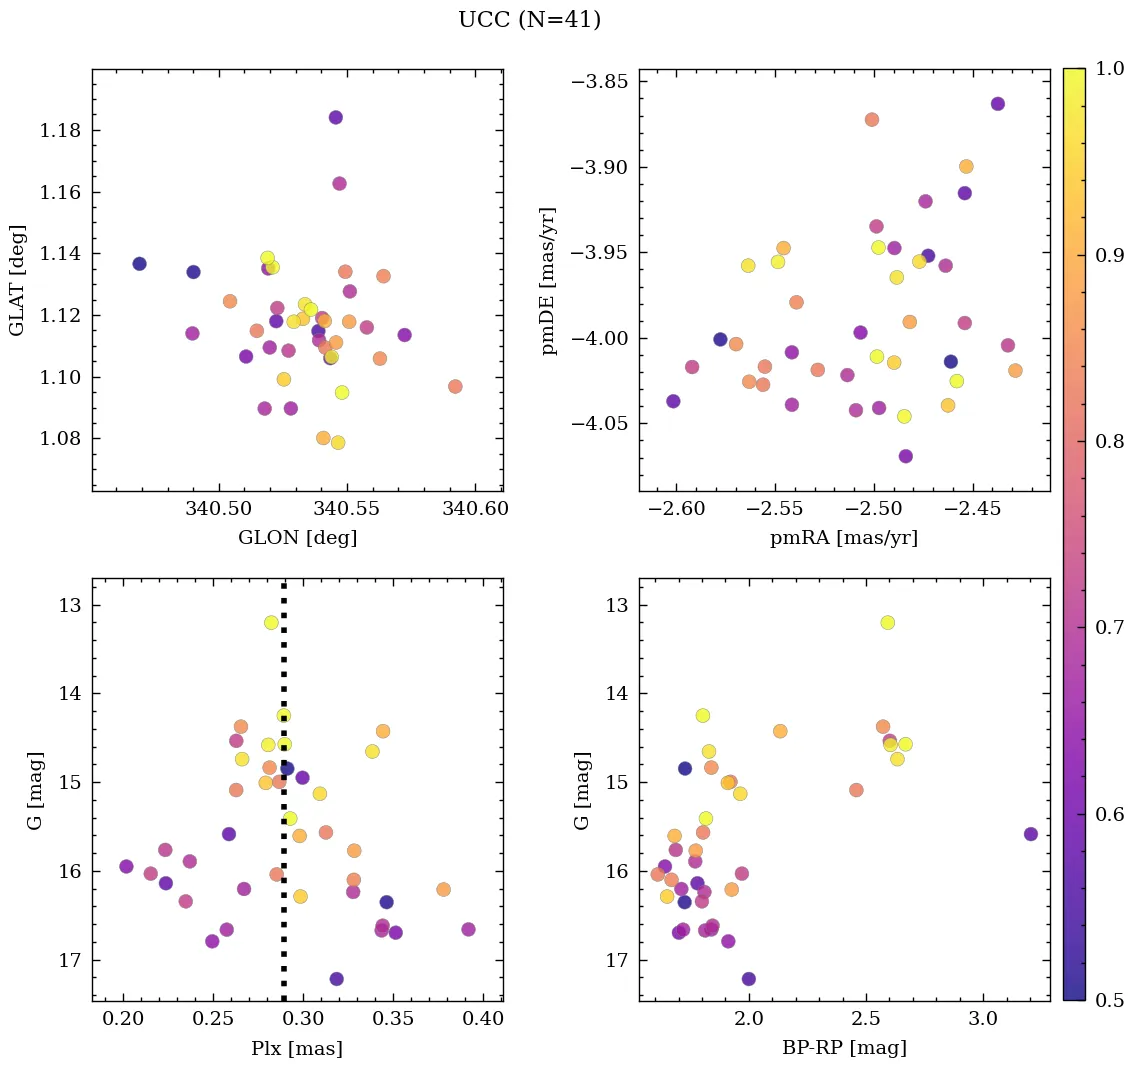 UCC (N=41)
1.18
1.16
1.14
1.12
1.10
1.08
GLAT [deg]
340.50 340.55 340.60
GLON [deg]
−3.85
−3.90
−3.95
−4.00
−4.05
pmDE [mas/yr]
−2.60 −2.55 −2.50 −2.45
pmRA [mas/yr]
1.0
0.9
0.8
0.7
0.6
0.5
13
14
15
16
17
G [mag]
0.20 0.25 0.30 0.35 0.40
Plx [mas]
13
14
15
16
17
G [mag]
2.0 2.5 3.0
BP-RP [mag]